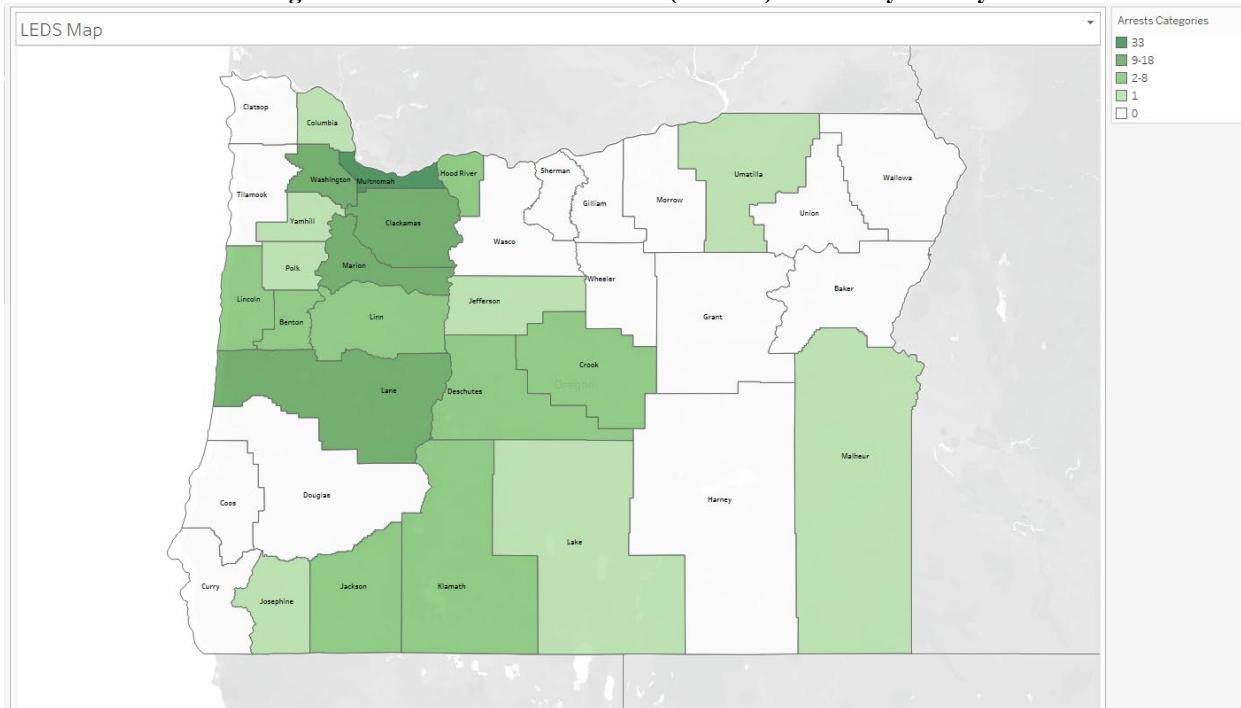 LEDS Map
Arrests Categories
33
9-18
2-8
1
0
Clatsop
Columbia
Tillamook
Washington
Multnomah
Hood River
Yamhill
Clackamas
Polk
Marion
Wasco
Sherman
Gilliam
Morrow
Umatilla
Union
Wallowa
Lincoln
Benton
Linn
Jefferson
Wheeler
Grant
Baker
Lane
Deschutes
Crook
Oregon
Coos
Douglas
Harney
Malheur
Curry
Josephine
Jackson
Klamath
Lake